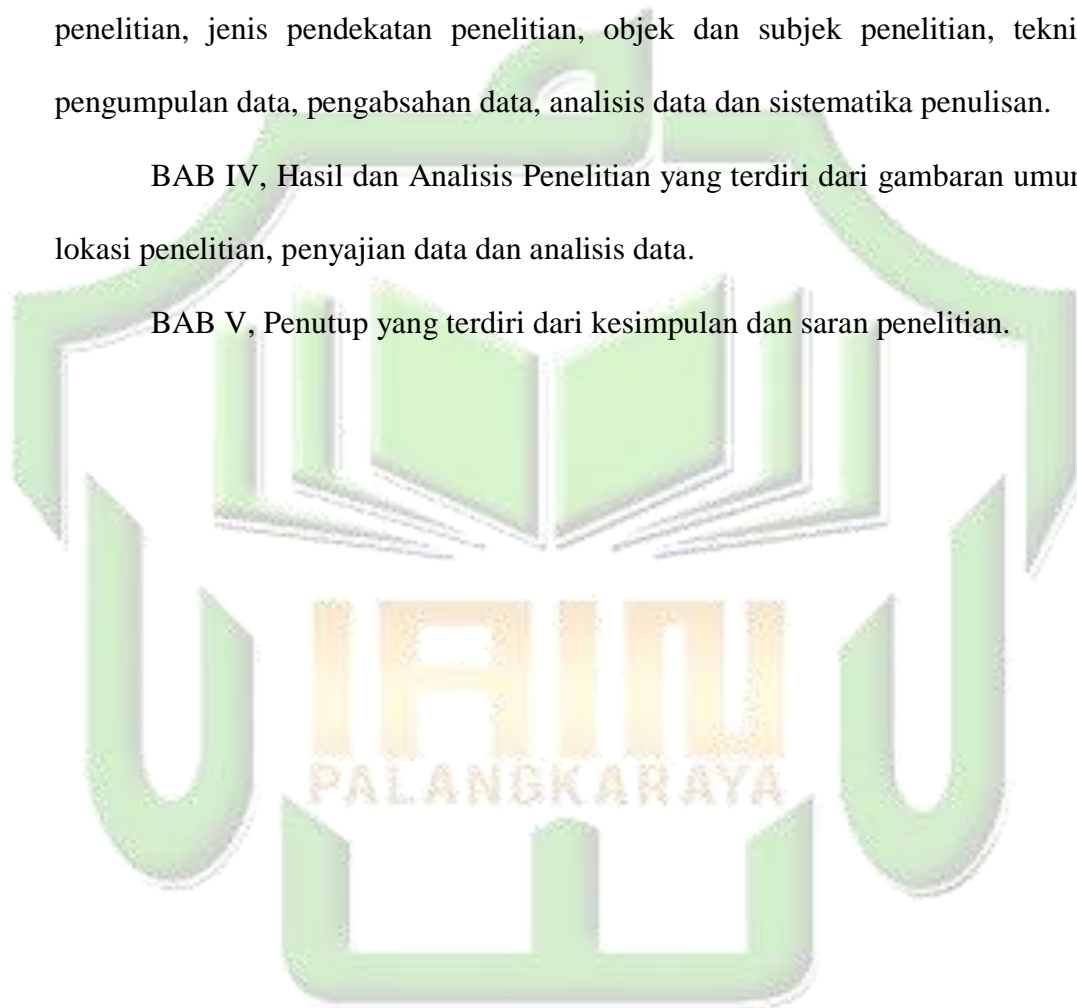 penelitian, jenis pendekatan penelitian, objek dan subjek penelitian, tekni
pengumpulan data, pengabsahan data, analisis data dan sistematika penulisan.
BAB IV, Hasil dan Analisis Penelitian yang terdiri dari gambaran umu
lokasi penelitian, penyajian data dan analisis data.
BAB V, Penutup yang terdiri dari kesimpulan dan saran penelitian.
IAIN
PALANGKARAYA